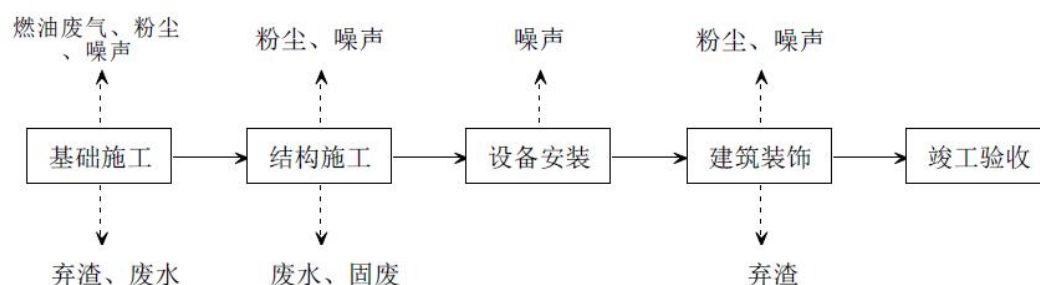 燃油废气、粉尘
、噪声
粉尘、噪声
噪声
粉尘、噪声
基础施工
结构施工
设备安装
建筑装饰
竣工验收
弃渣、废水
废水、固废
弃渣